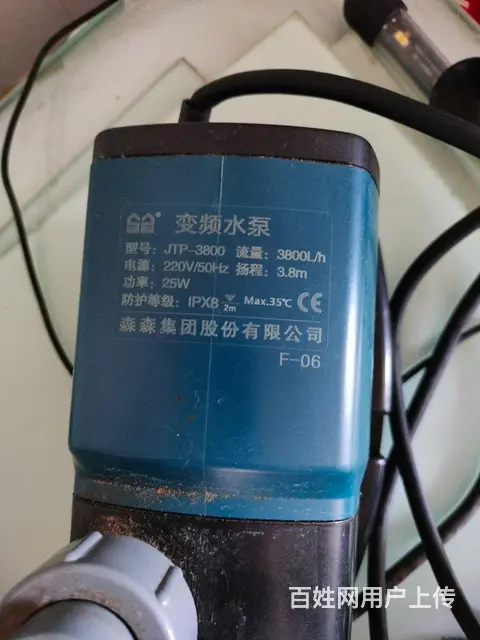 变频水泵
型号: JTP-3800 流量: 3800L/h
电源: 220V/50Hz 扬程: 3.8m
功率: 25W
防护等级: IPX8 2m Max.35℃ CE
森森集团股份有限公司
F-06
百姓网用户上传